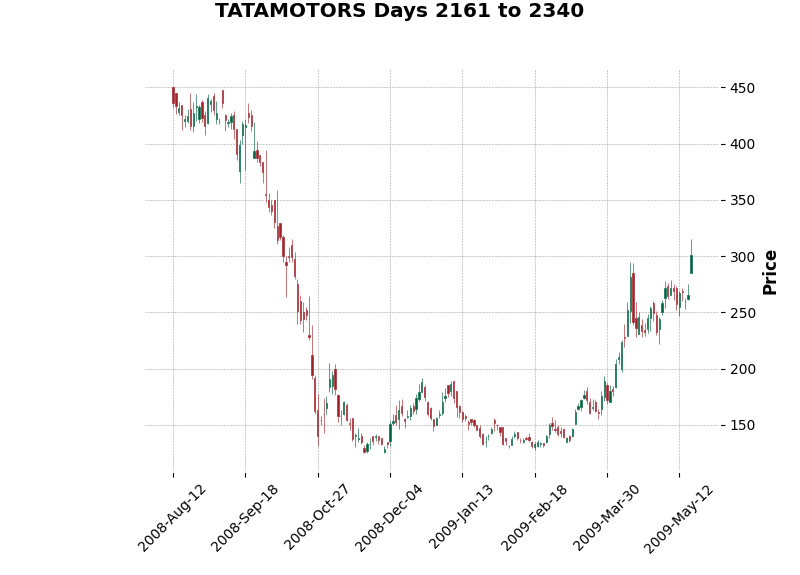 TATAMOTORS Days 2161 to 2340
450
400
350
300
250
200
150
Price
2008-Aug-12
2008-Sep-18
2008-Oct-27
2008-Dec-04
2009-Jan-13
2009-Feb-18
2009-Mar-30
2009-May-12